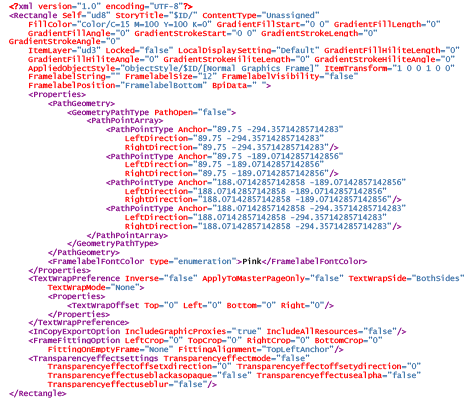 <?xml version="1.0" encoding="UTF-8"?>
<Rectangle Self="ud8" StoryTitle="$ID/" ContentType="Unassigned"
FillColor="Color/C=15 M=100 Y=100 K=0" GradientFillStart="0 0" GradientFillLength="0"
GradientFillAngle="0" GradientStrokeStart="0 0" GradientStrokeLength="0"
GradientStrokeAngle="0"
ItemLayer="ud3" Locked="false" LocalDisplaySetting="Default" GradientFillHiliteLength="0"
GradientFillHiliteAngle="0" GradientStrokeHiliteLength="0" GradientStrokeHiliteAngle="0"
AppliedObjectStyle="ObjectStyle/$ID/[Normal Graphics Frame]" ItemTransform="1 0 0 1 0 0"
FramelabelString="" FramelabelSize="12" FramelabelVisibility="false"
FramelabelPosition="FramelabelBottom" BpiData=" ">
<Properties>
<PathGeometry>
<GeometryPathType PathOpen="false">
<PathPointArray>
<PathPointType Anchor="89.75 -294.35714285714283"
LeftDirection="89.75 -294.35714285714283"
RightDirection="89.75 -294.35714285714283"/>
<PathPointType Anchor="89.75 -189.07142857142856"
LeftDirection="89.75 -189.07142857142856"
RightDirection="89.75 -189.07142857142856"/>
<PathPointType Anchor="188.07142857142856 -189.07142857142856"
LeftDirection="188.07142857142856 -189.07142857142856"
RightDirection="188.07142857142856 -189.07142857142856"/>
<PathPointType Anchor="188.07142857142856 -294.35714285714283"
LeftDirection="188.07142857142856 -294.35714285714283"
RightDirection="188.07142857142856 -294.35714285714283"/>
</PathPointArray>
</GeometryPathType>
</PathGeometry>
<FramelabelFontColor type="enumeration">Pink</FramelabelFontColor>
</Properties>
<TextWrapPreference Inverse="false" ApplyToMasterPageOnly="false" TextWrapSide="BothSides"
TextWrapMode="None">
<Properties>
<TextWrapOffset Top="0" Left="0" Bottom="0" Right="0"/>
</Properties>
</TextWrapPreference>
<InCopyExportOption IncludeGraphicProxies="true" IncludeAllResources="false"/>
<FrameFittingOption LeftCrop="0" TopCrop="0" RightCrop="0" BottomCrop="0"
FittingOnEmptyFrame="None" FittingAlignment="TopLeftAnchor"/>
<Transparencyeffectsettings Transparencyeffectmode="false"
Transparencyeffectoffsetxdirection="0" Transparencyeffectoffsetydirection="0"
Transparencyeffectuseblackasopaque="false" Transparencyeffectusealpha="false"
Transparencyeffectuseblur="false"/>
</Rectangle>